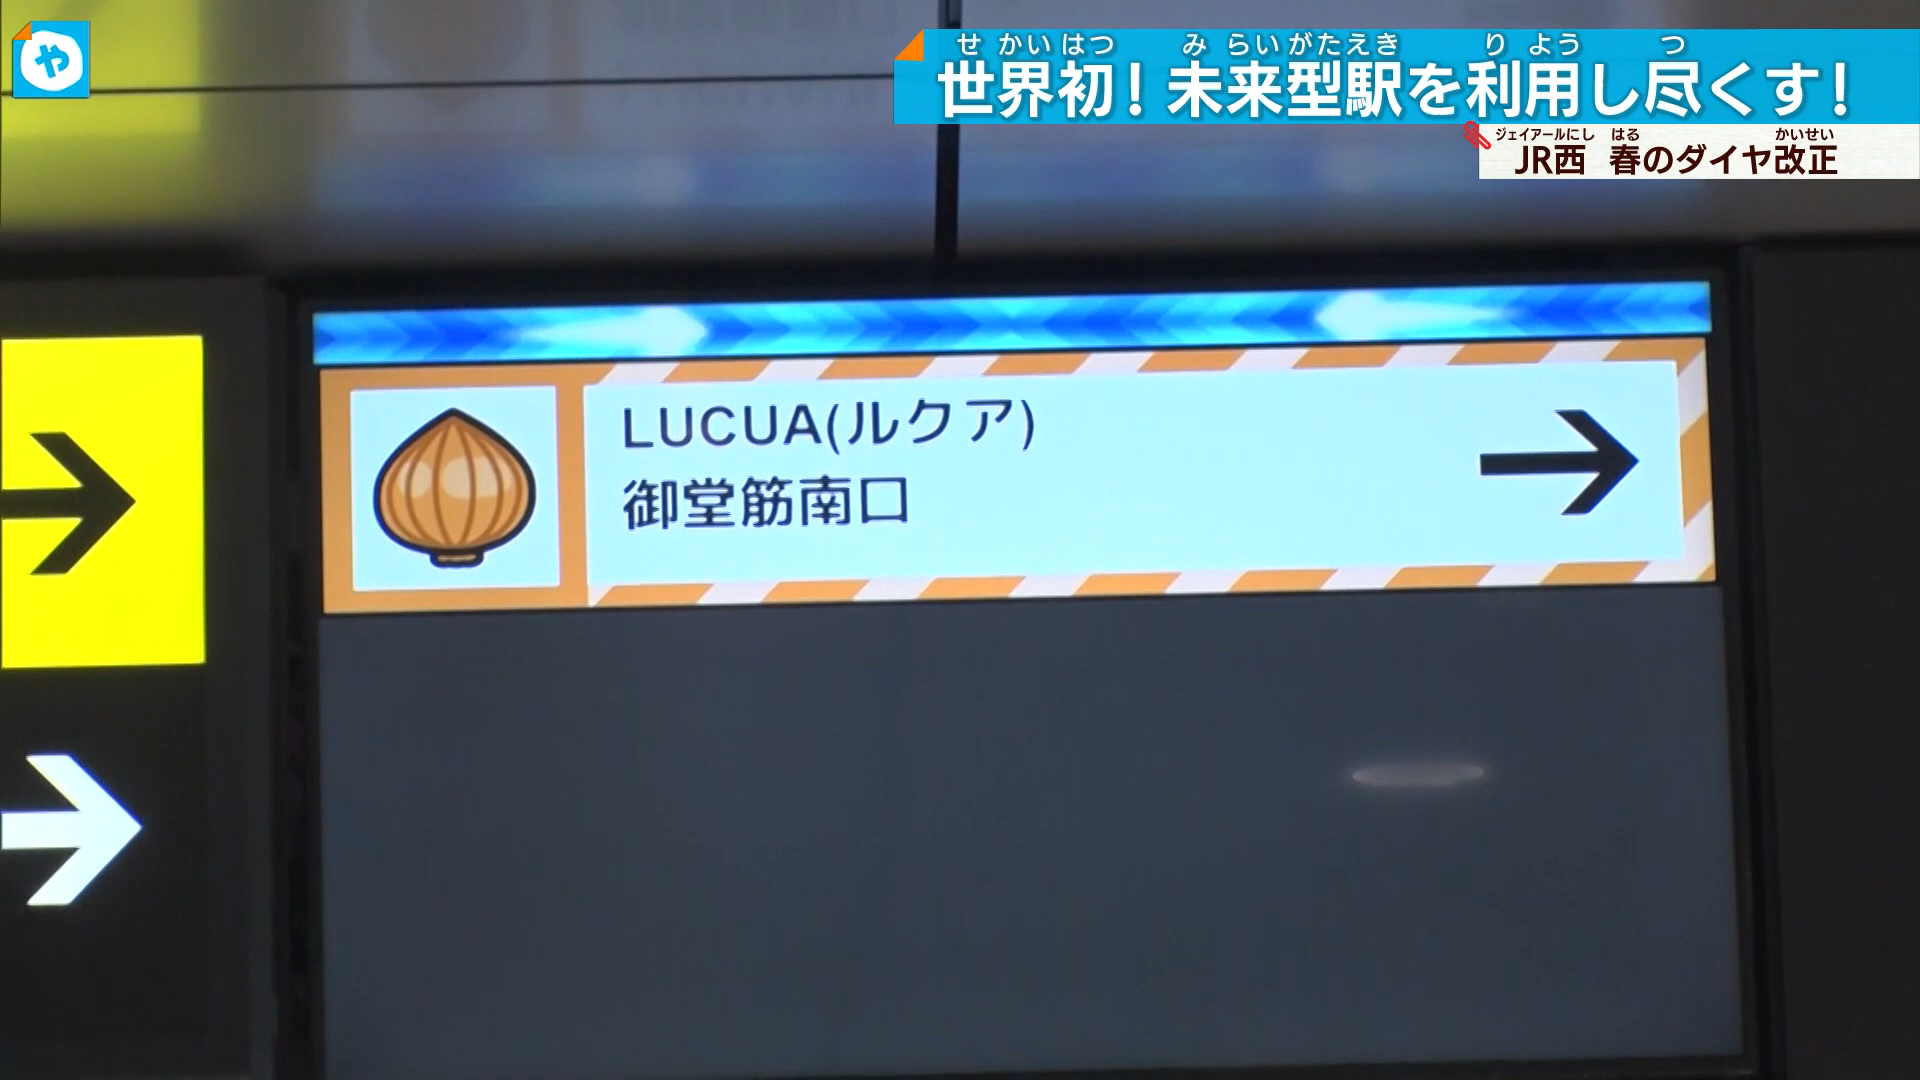 や
せかいはつ みらいがたえき りよう つ
世界初！未来型駅を利用し尽くす！
ジェイアールにし はる かいせい
JR西 春のダイヤ改正
LUCUA(ルクア)
御堂筋南口